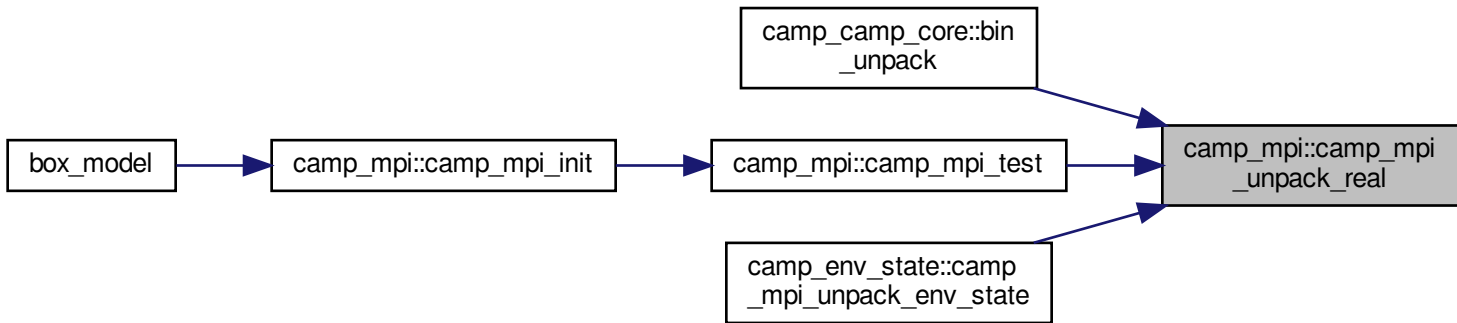 camp_camp_core::bin
_unpack
box_model
camp_mpi::camp_mpi_init
camp_mpi::camp_mpi_test
camp_mpi::camp_mpi
_unpack_real
camp_env_state::camp
_mpi_unpack_env_state